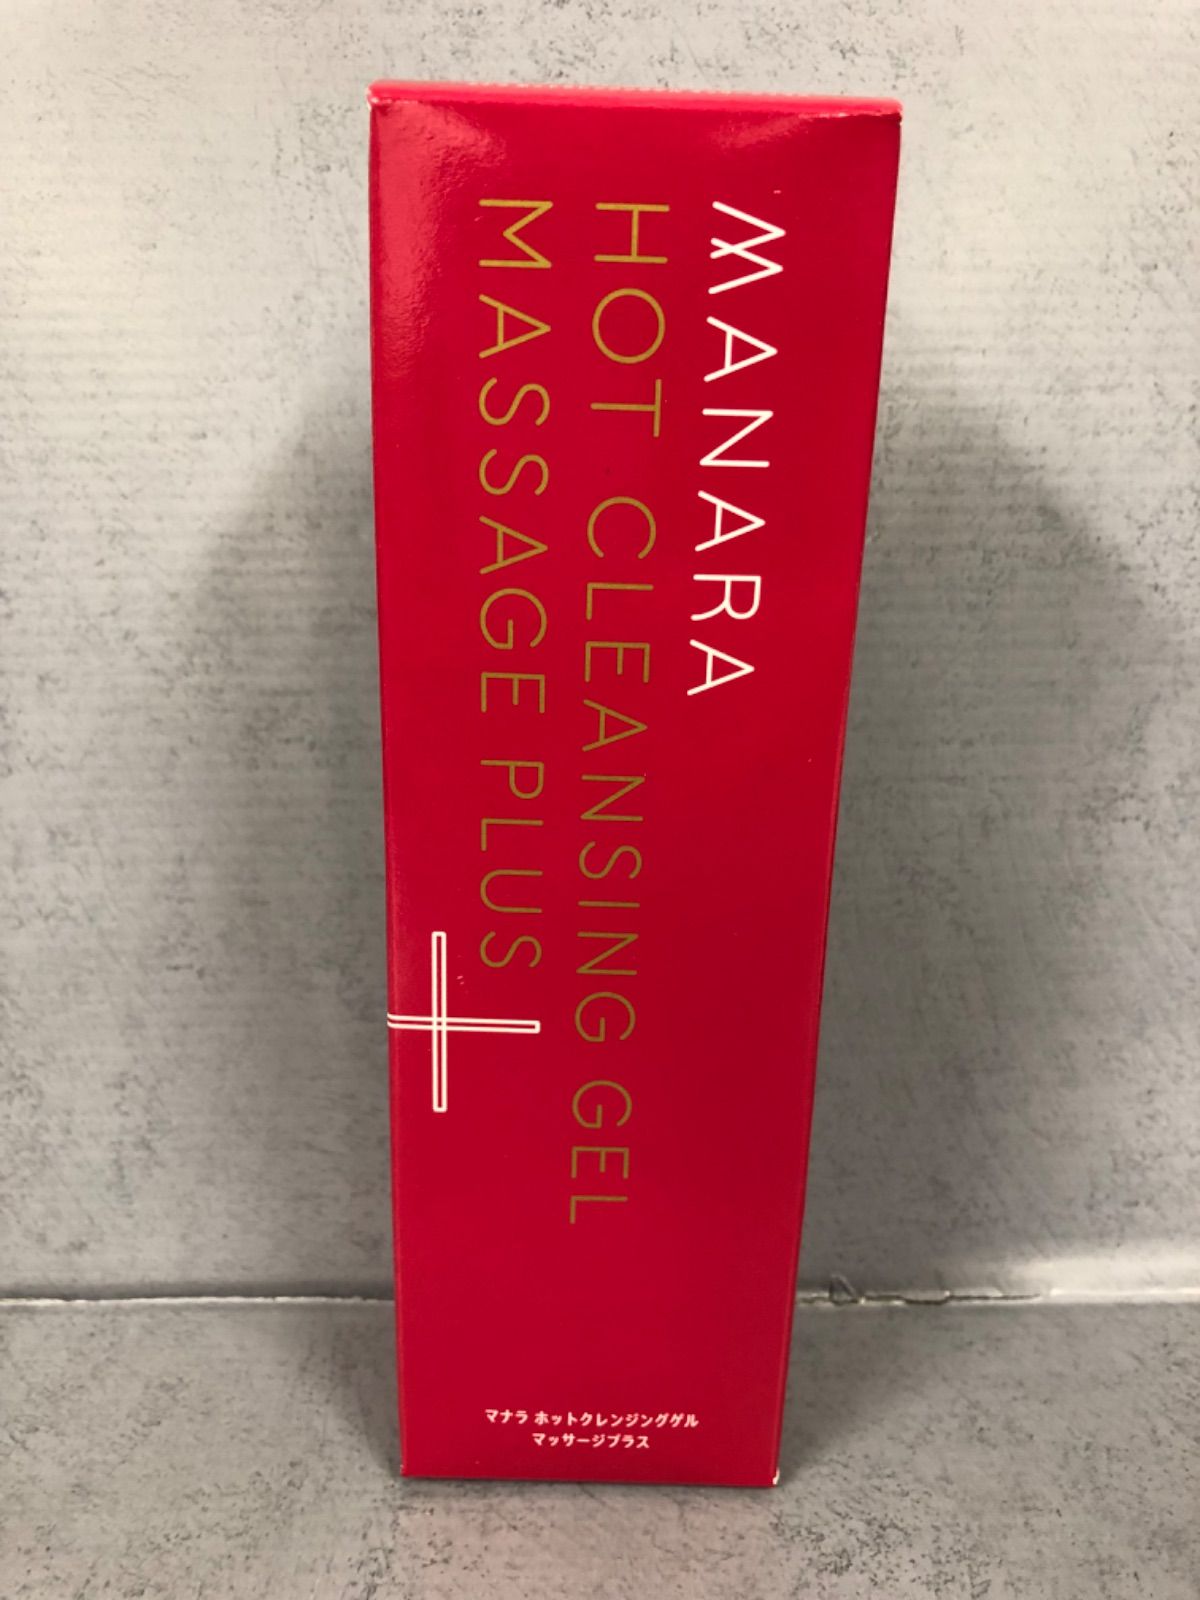 MANARA
HOT CLEANSING GEL
MASSAGE PLUS
マナラ ホットクレンジングゲル
マッサージプラス